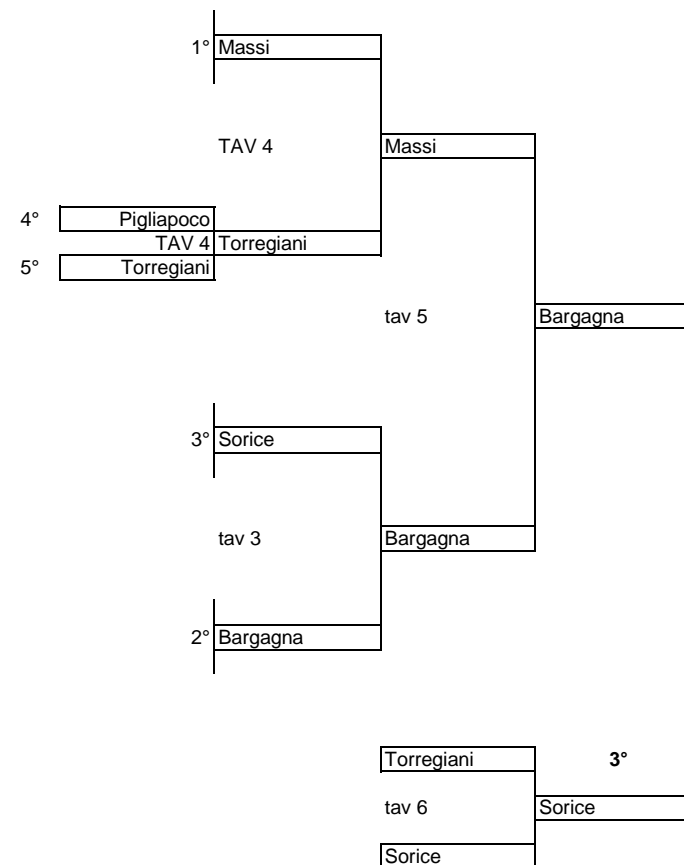 1° Massi
TAV 4 Massi
4° Pigliapoco
TAV 4 Torregiani
5° Torregiani
tav 5 Bargagna
3° Sorice
tav 3 Bargagna
2° Bargagna
Torregiani 3°
tav 6 Sorice
Sorice